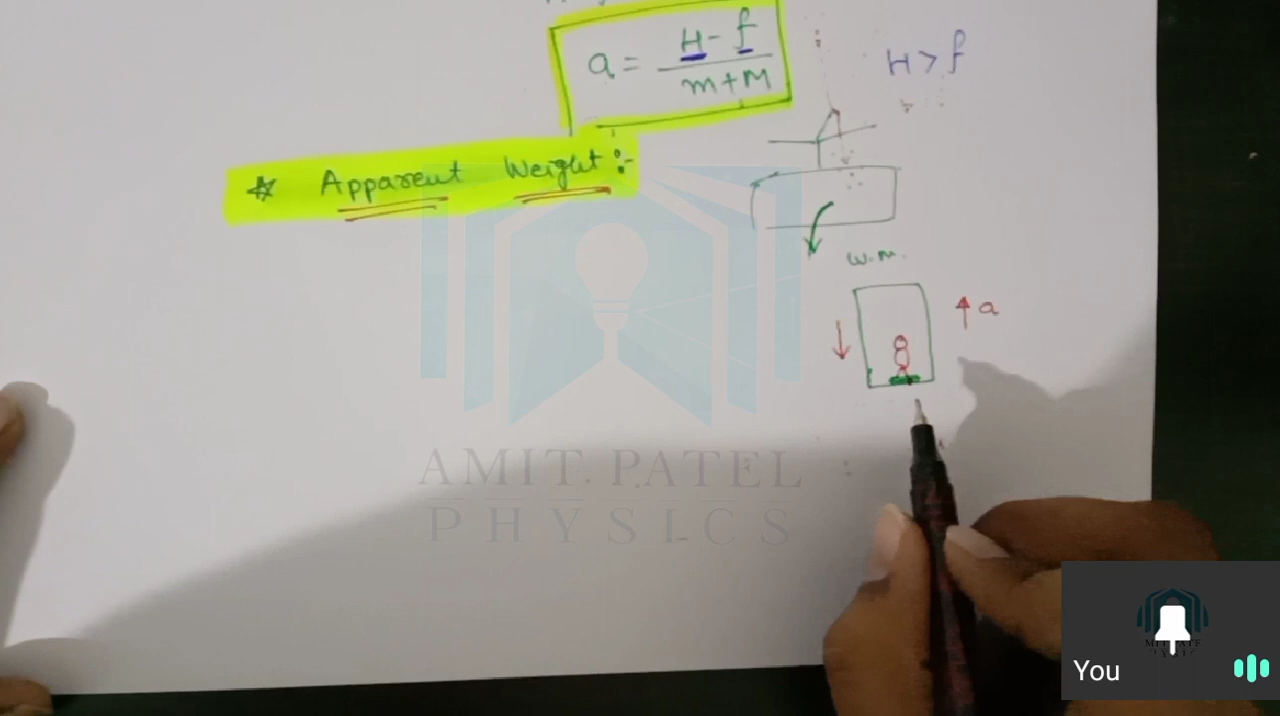 a = H - f
m + M
H > f
☆ Apparent Weight :-
w.m.
a
AMIT PATEL
PHYSICS
You